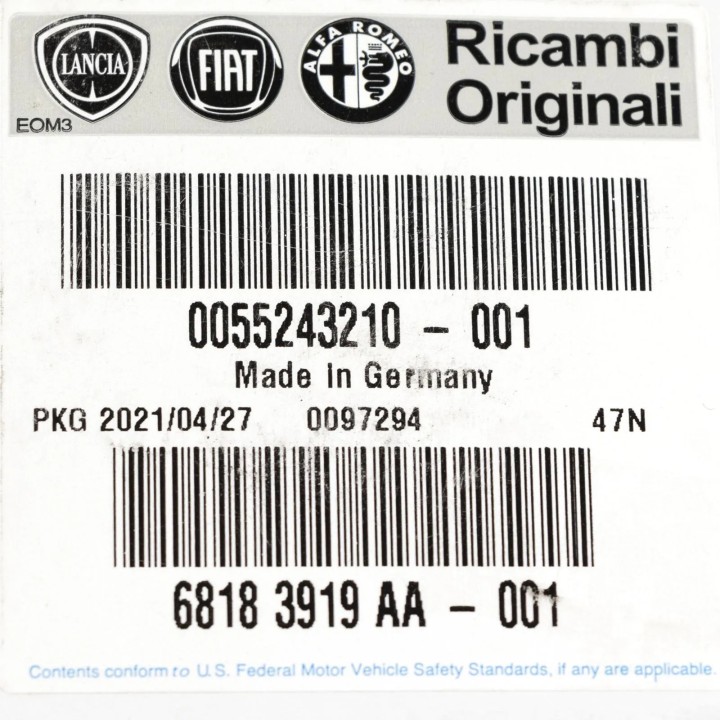 LANCIA FIAT ALFA ROMEO Ricambi
Originali
EOM3
0055243210 - 001
Made in Germany
PKG 2021/04/27 0097294 47N
6818 3919 AA - 001
Contents conform to U.S. Federal Motor Vehicle Safety Standards, if any are applicable.